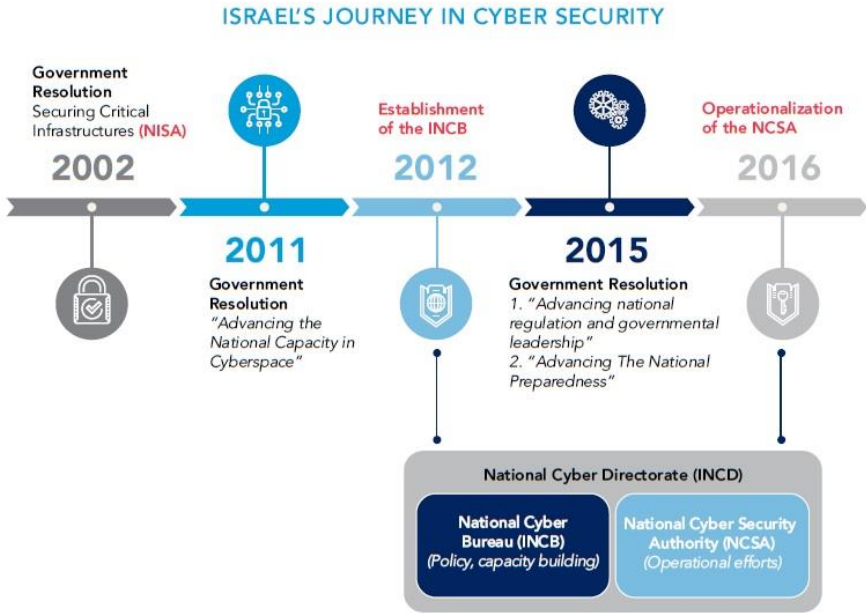 ISRAEL'S JOURNEY IN CYBER SECURITY
Government
Resolution
Securing Critical
Infrastructures (NISA)
2002
2011
Government
Resolution
“Advancing the
National Capacity in
Cyberspace”
Establishment
of the INCB
2012
2015
Government Resolution
1. “Advancing national
regulation and governmental
leadership”
2. “Advancing The National
Preparedness”
Operationalization
of the NCSA
2016
National Cyber Directorate (INCD)
National Cyber
Bureau (INCB)
(Policy, capacity building)
National Cyber Security
Authority (NCSA)
(Operational efforts)